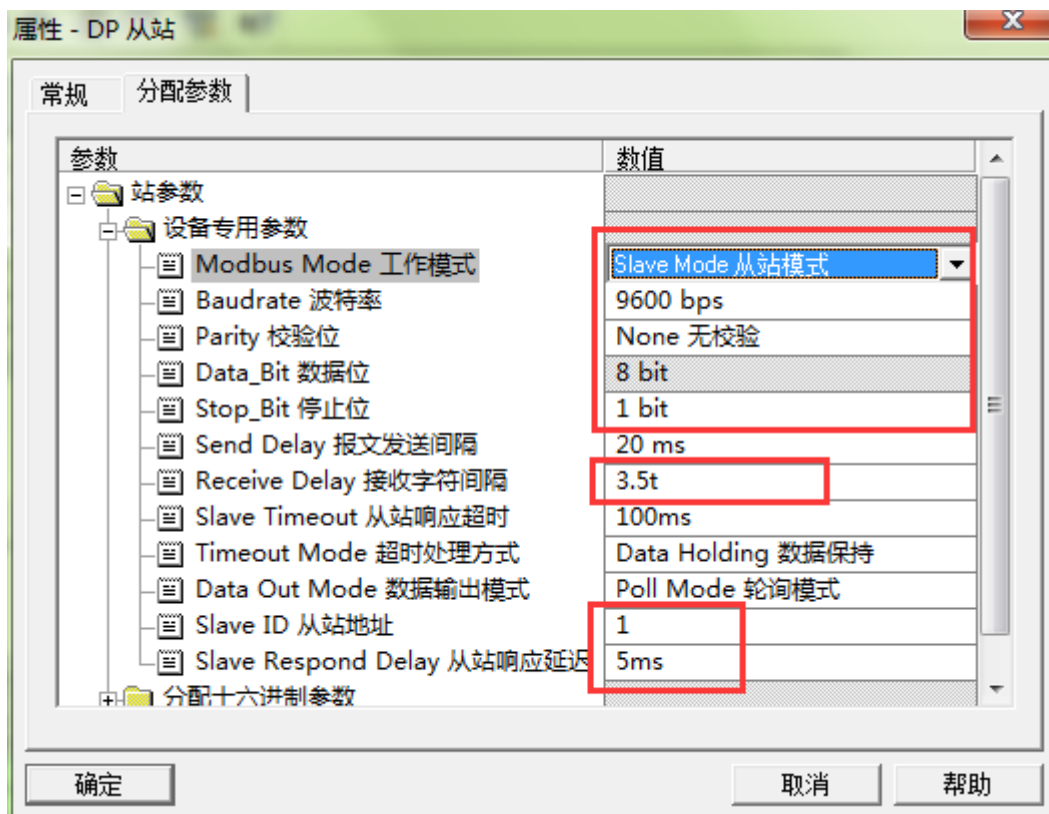 属性 - DP 从站
常规 分配参数
参数 数值
站参数
设备专用参数
Modbus Mode 工作模式 Slave Mode 从站模式
Baudrate 波特率 9600 bps
Parity 校验位 None 无校验
Data_Bit 数据位 8 bit
Stop_Bit 停止位 1 bit
Send Delay 报文发送间隔 20 ms
Receive Delay 接收字符间隔 3.5t
Slave Timeout 从站响应超时 100ms
Timeout Mode 超时处理方式 Data Holding 数据保持
Data Out Mode 数据输出模式 Poll Mode 轮询模式
Slave ID 从站地址 1
Slave Respond Delay 从站响应延迟 5ms
分配十六进制参数
确定 取消 帮助